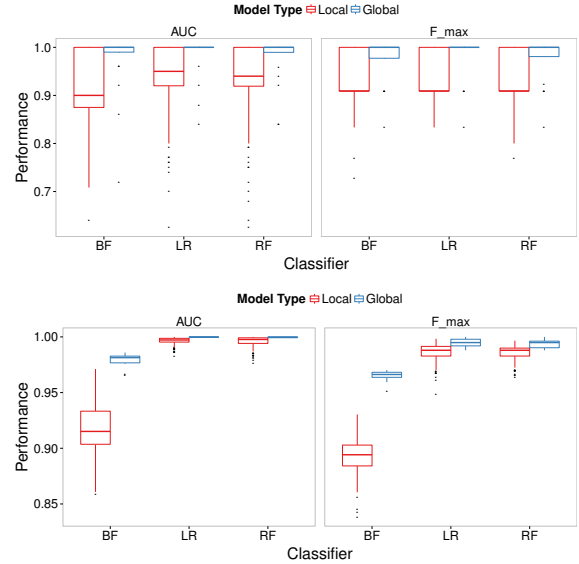 Model Type Local Global
AUC F_max
1.0
0.9
0.8
0.7
Performance
BF LR RF BF LR RF
Classifier
Model Type Local Global
AUC F_max
1.00
0.95
0.90
0.85
Performance
BF LR RF BF LR RF
Classifier